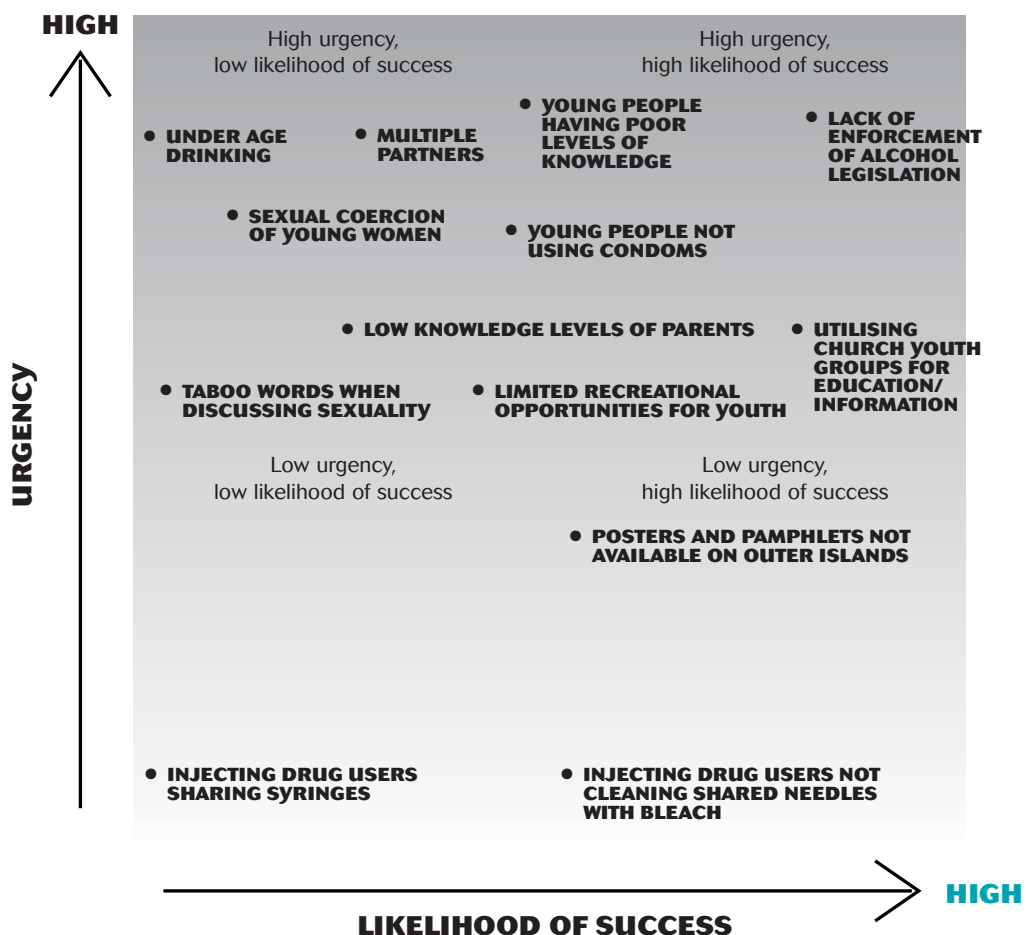 HIGH
High urgency,
low likelihood of success
High urgency,
high likelihood of success
• UNDER AGE
DRINKING
• MULTIPLE
PARTNERS
• YOUNG PEOPLE
HAVING POOR
LEVELS OF
KNOWLEDGE
• LACK OF
ENFORCEMENT
OF ALCOHOL
LEGISLATION
• SEXUAL COERCION
OF YOUNG WOMEN
• YOUNG PEOPLE NOT
USING CONDOMS
• LOW KNOWLEDGE LEVELS OF PARENTS
• UTILISING
CHURCH YOUTH
GROUPS FOR
EDUCATION/
INFORMATION
• TABOO WORDS WHEN
DISCUSSING SEXUALITY
• LIMITED RECREATIONAL
OPPORTUNITIES FOR YOUTH
URGENCY
Low urgency,
low likelihood of success
Low urgency,
high likelihood of success
• POSTERS AND PAMPHLETS NOT
AVAILABLE ON OUTER ISLANDS
• INJECTING DRUG USERS
SHARING SYRINGES
• INJECTING DRUG USERS NOT
CLEANING SHARED NEEDLES
WITH BLEACH
HIGH
LIKELIHOOD OF SUCCESS